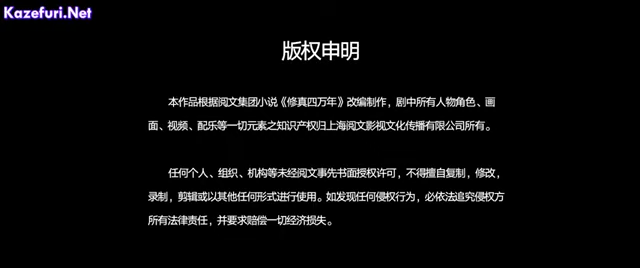 Kazefuri.Net
版权申明
本作品根据阅文集团小说《修真四万年》改编制作，剧中所有人物角色、画
面、视频、配乐等一切元素之知识产权归上海阅文影视文化传播有限公司所有。
任何个人、组织、机构等未经阅文事先书面授权许可，不得擅自复制，修改，
录制，剪辑或以其他任何形式进行使用。如发现任何侵权行为，必依法追究侵权方
所有法律责任，并要求赔偿一切经济损失。